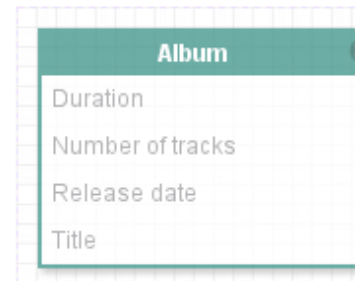 Album
Duration
Number of tracks
Release date
Title